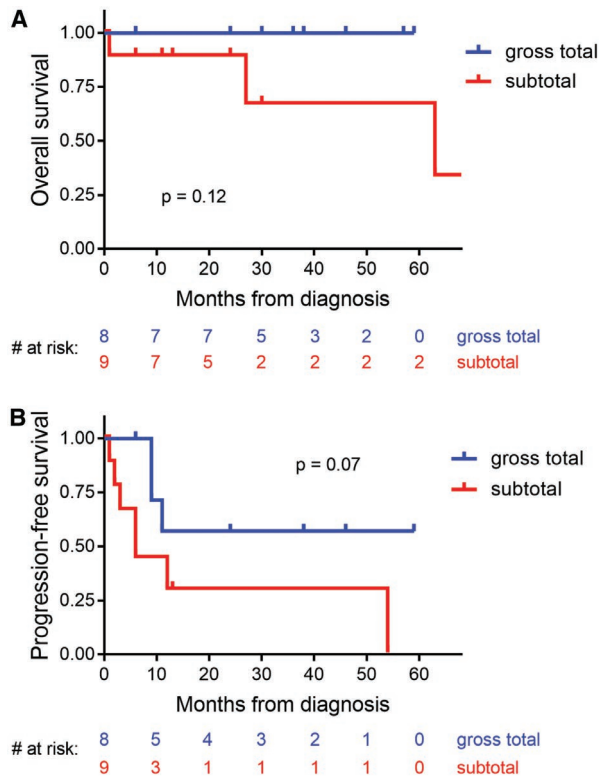 A
Overall survival
1.00
0.75
0.50
0.25
0.00
gross total
subtotal
p = 0.12
0 10 20 30 40 50 60
Months from diagnosis
# at risk:
8 7 7 5 3 2 0 gross total
9 7 5 2 2 2 2 subtotal
B
Progression-free survival
1.00
0.75
0.50
0.25
0.00
gross total
subtotal
p = 0.07
0 10 20 30 40 50 60
Months from diagnosis
# at risk:
8 5 4 3 2 1 0 gross total
9 3 1 1 1 1 0 subtotal